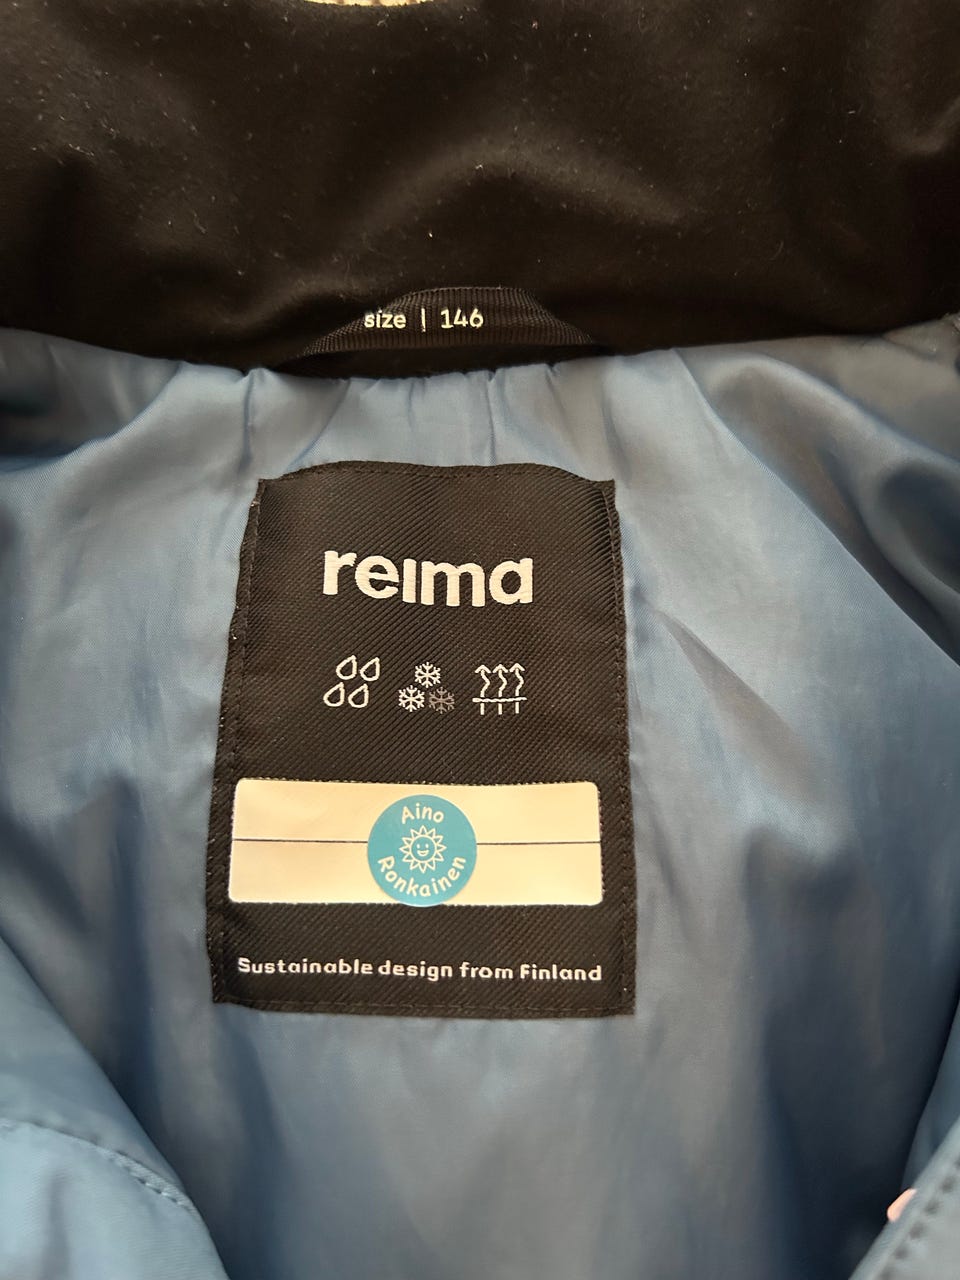 size | 146
reima
Aino
Ronkainen
Sustainable design from Finland